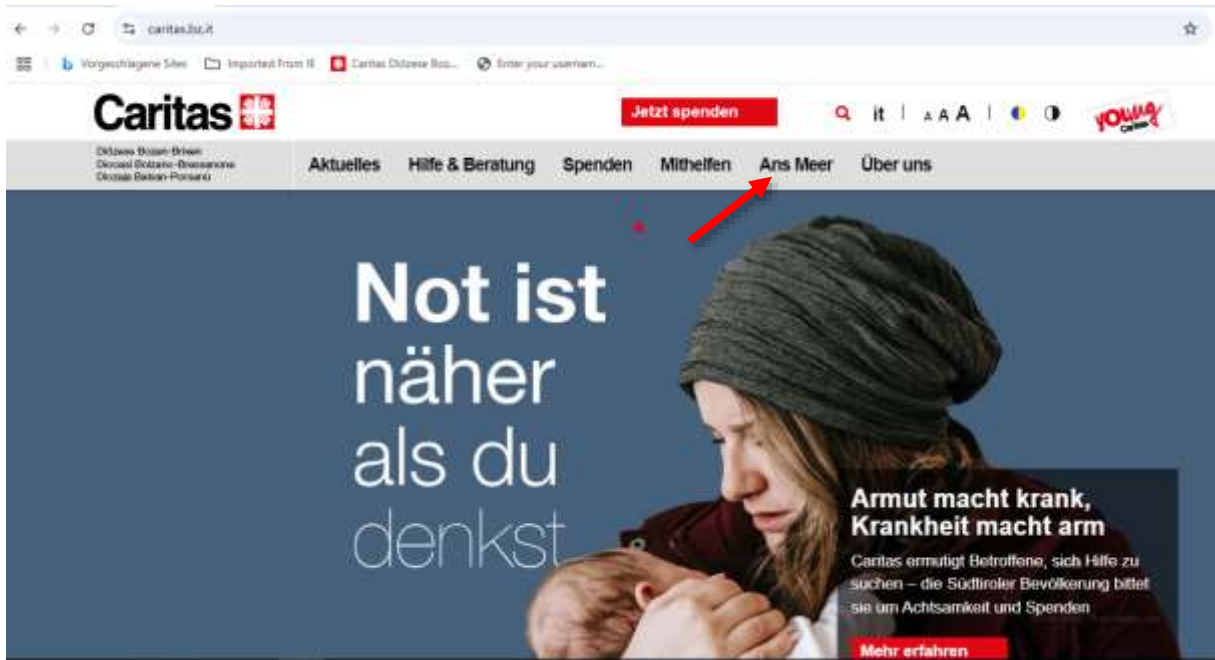 caritas.bz.it
Vorgeschlagene Sites Imported From IE Caritas Diözese Boz... Enter your usernam...
Caritas
Jetzt spenden
it | A A A |
young
Caritas
Diözese Bozen-Brixen
Diocesi Bolzano-Bressanone
Diozeja Balsan-Porsenù
Aktuelles Hilfe & Beratung Spenden Mithelfen Ans Meer Über uns
Not ist
näher
als du
denkst
Armut macht krank,
Krankheit macht arm
Caritas ermutigt Betroffene, sich Hilfe zu
suchen – die Südtiroler Bevölkerung bittet
sie um Achtsamkeit und Spenden
Mehr erfahren